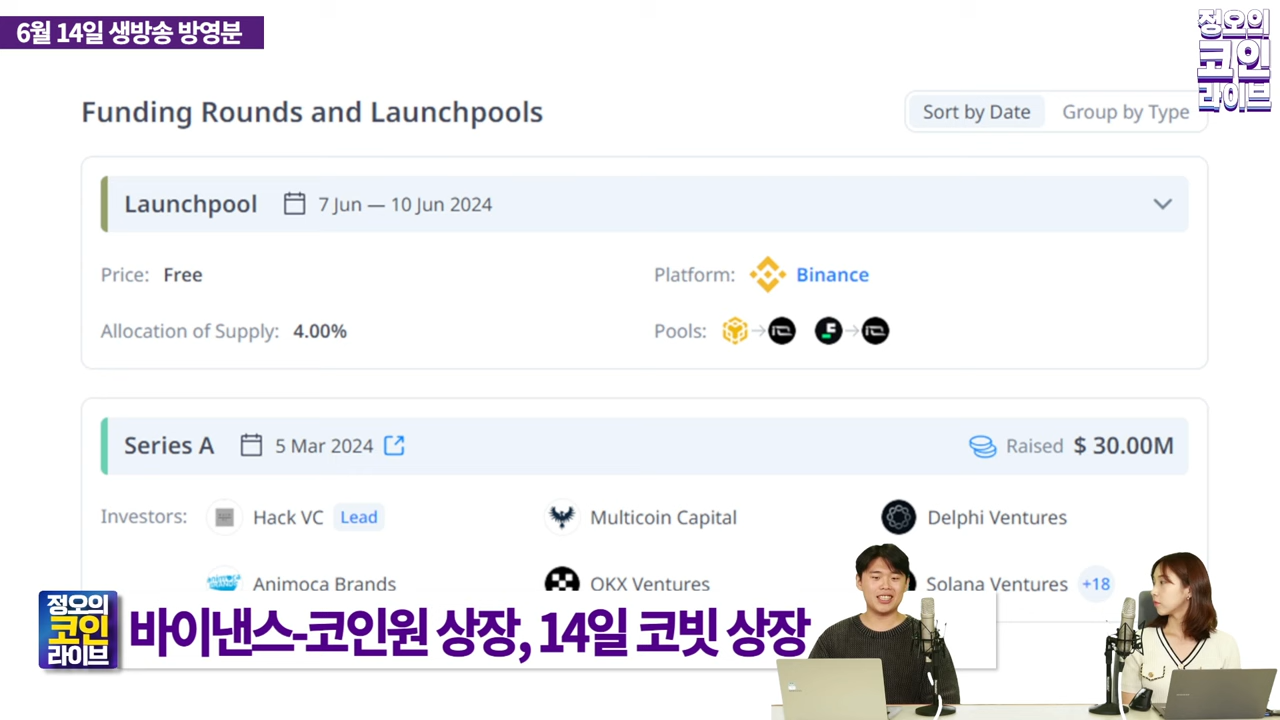 6월 14일 생방송 방영분
정오의
코인
라이브
Funding Rounds and Launchpools
Sort by Date
Group by Type
Launchpool
7 Jun — 10 Jun 2024
Price: Free
Platform: Binance
Allocation of Supply: 4.00%
Pools:
Series A
5 Mar 2024
Raised $ 30.00M
Investors:
Hack VC
Lead
Multicoin Capital
Delphi Ventures
Animoca Brands
OKX Ventures
Solana Ventures
+18
정오의
코인
라이브
바이낸스-코인원 상장, 14일 코빗 상장